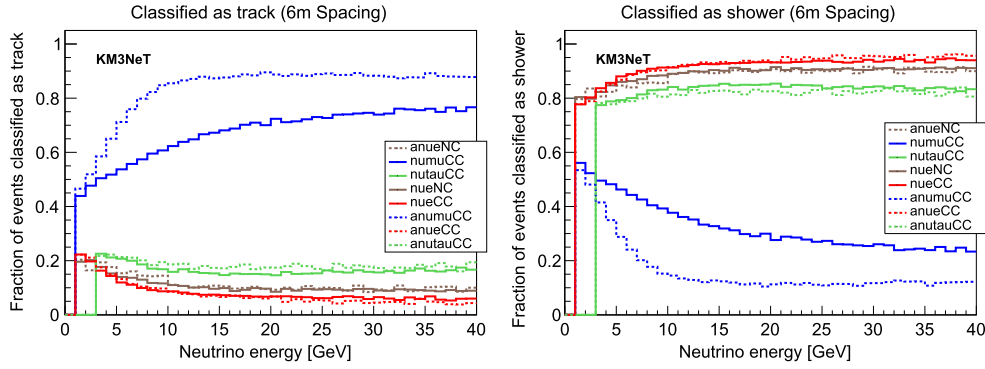 Classified as track (6m Spacing)
Fraction of events classified as track
1
0.8
0.6
0.4
0.2
0
KM3NeT
anueNC
numuCC
nutauCC
nueNC
nueCC
anumuCC
anueCC
anutauCC
0 5 10 15 20 25 30 35 40
Neutrino energy [GeV]
Classified as shower (6m Spacing)
Fraction of events classified as shower
1
0.8
0.6
0.4
0.2
0
KM3NeT
anueNC
numuCC
nutauCC
nueNC
nueCC
anumuCC
anueCC
anutauCC
0 5 10 15 20 25 30 35 40
Neutrino energy [GeV]